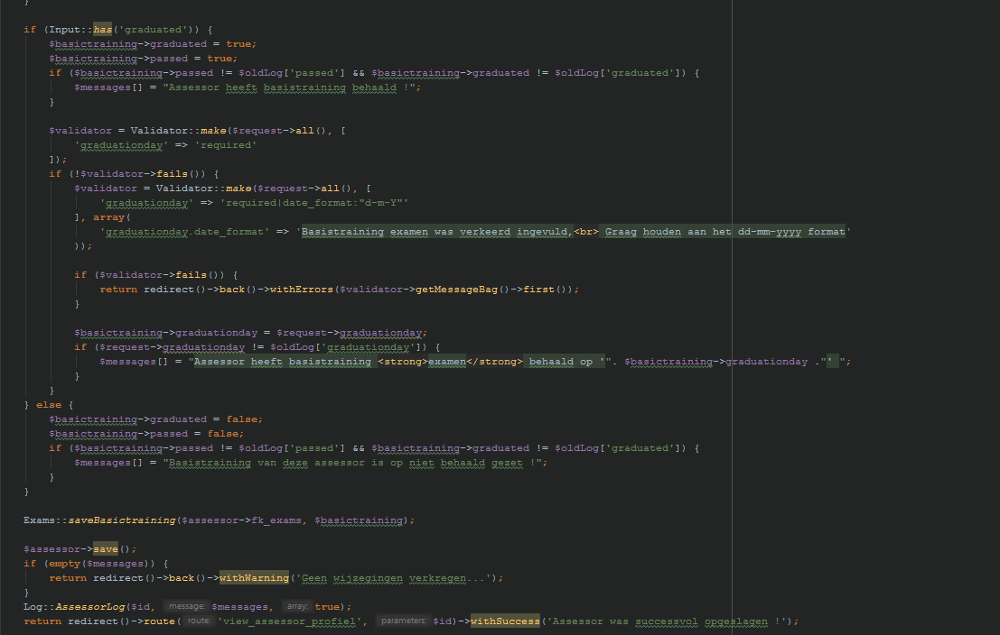 }
if (Input::has('graduated')) {
$basictraining->graduated = true;
$basictraining->passed = true;
if ($basictraining->passed != $oldLog['passed'] && $basictraining->graduated != $oldLog['graduated']) {
$messages[] = "Assessor heeft basistraining behaald !";
}
$validator = Validator::make($request->all(), [
'graduationday' => 'required'
]);
if (!$validator->fails()) {
$validator = Validator::make($request->all(), [
'graduationday' => 'required|date_format:"d-m-Y"'
], array(
'graduationday.date_format' => 'Basistraining examen was verkeerd ingevuld,<br> Graag houden aan het dd-mm-yyyy format'
));
if ($validator->fails()) {
return redirect()->back()->withErrors($validator->getMessageBag()->first());
}
$basictraining->graduationday = $request->graduationday;
if ($request->graduationday != $oldLog['graduationday']) {
$messages[] = "Assessor heeft basistraining <strong>examen</strong> behaald op '". $basictraining->graduationday ."' ";
}
}
} else {
$basictraining->graduated = false;
$basictraining->passed = false;
if ($basictraining->passed != $oldLog['passed'] && $basictraining->graduated != $oldLog['graduated']) {
$messages[] = "Basistraining van deze assessor is op niet behaald gezet !";
}
}
Exams::saveBasictraining($assessor->fk_exams, $basictraining);
$assessor->save();
if (empty($messages)) {
return redirect()->back()->withWarning('Geen wijzegingen verkregen...');
}
Log::AssessorLog($id, message: $messages, array: true);
return redirect()->route( route: 'view_assessor_profiel', parameters: $id)->withSuccess('Assessor was successvol opgeslagen !');